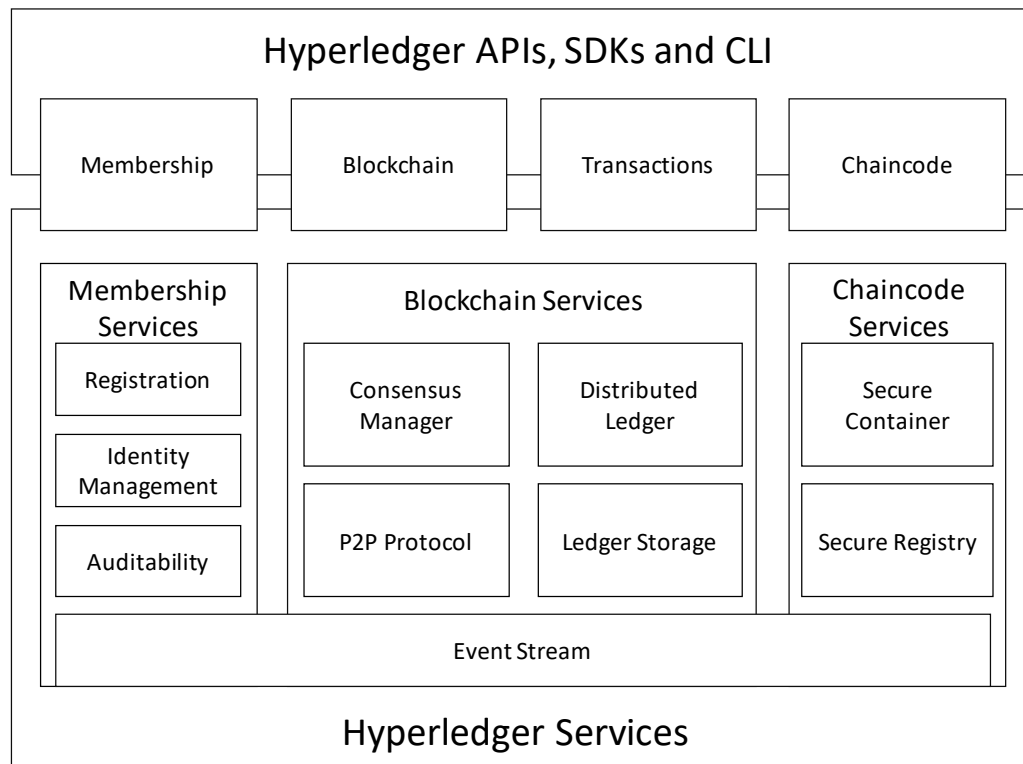 Hyperledger APIs, SDKs and CLI
Membership
Blockchain
Transactions
Chaincode
Membership
Services
Registration
Identity
Management
Auditability
Blockchain Services
Consensus
Manager
Distributed
Ledger
P2P Protocol
Ledger Storage
Chaincode
Services
Secure
Container
Secure Registry
Event Stream
Hyperledger Services